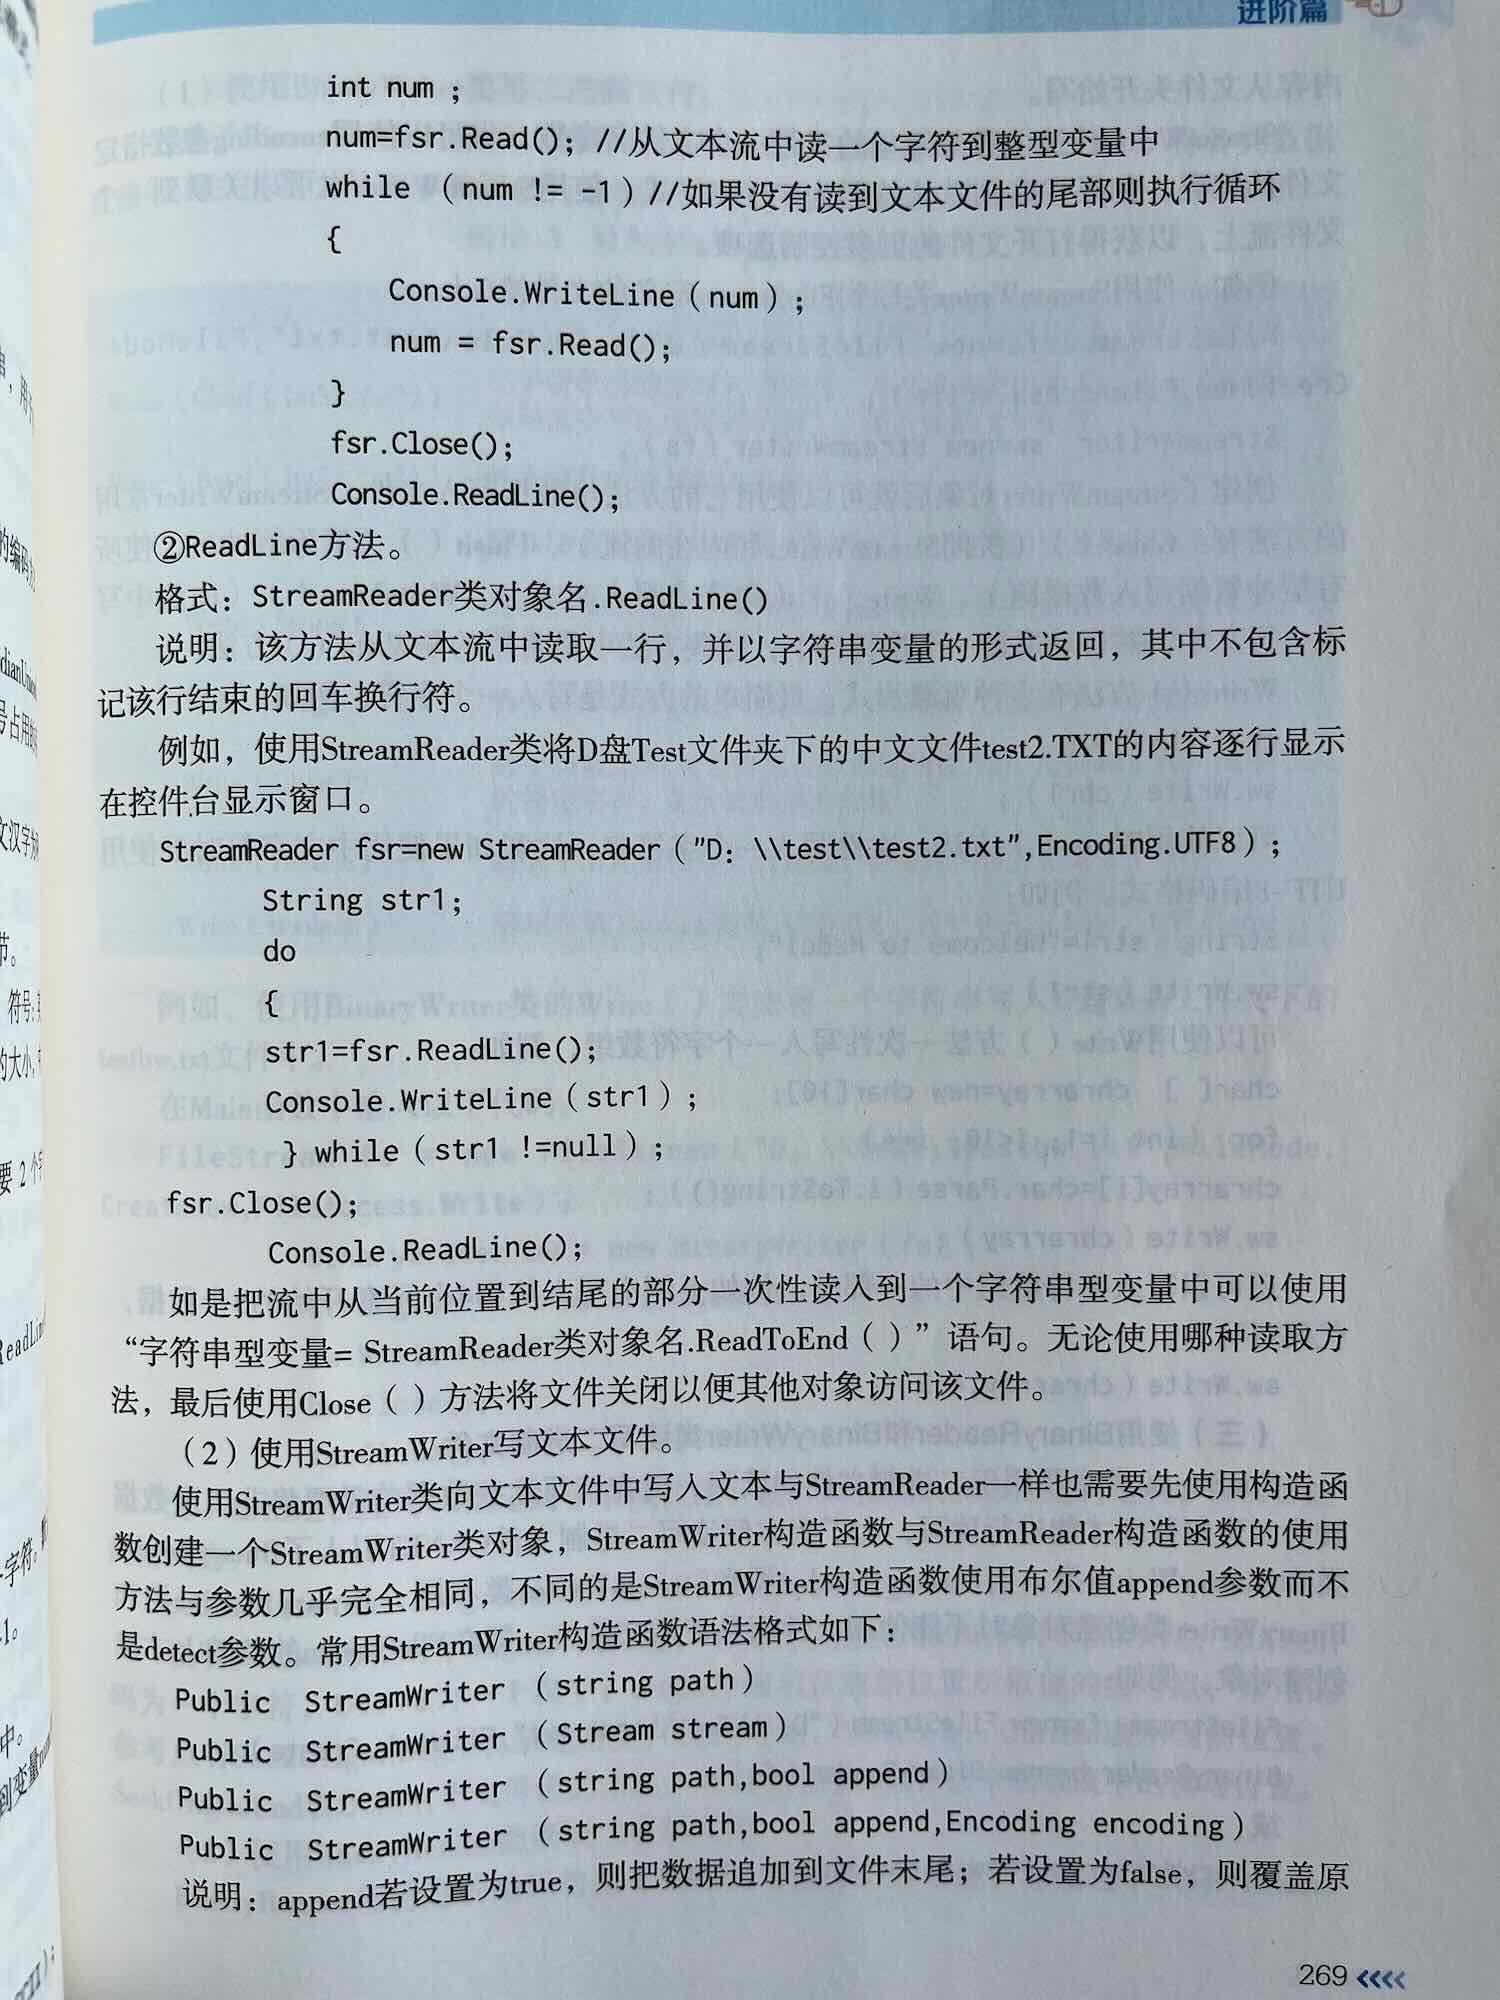 进阶篇
int num ;
num=fsr.Read(); //从文本流中读一个字符到整型变量中
while （num != -1）//如果没有读到文本文件的尾部则执行循环
{
Console.WriteLine（num）;
num = fsr.Read();
}
fsr.Close();
Console.ReadLine();
②ReadLine方法。
格式：StreamReader类对象名.ReadLine()
说明：该方法从文本流中读取一行，并以字符串变量的形式返回，其中不包含标
记该行结束的回车换行符。
例如，使用StreamReader类将D盘Test文件夹下的中文文件test2.TXT的内容逐行显示
在控件台显示窗口。
StreamReader fsr=new StreamReader（"D：\\test\\test2.txt",Encoding.UTF8）;
String str1;
do
{
str1=fsr.ReadLine();
Console.WriteLine（str1）;
} while（str1 !=null）;
fsr.Close();
Console.ReadLine();
如是把流中从当前位置到结尾的部分一次性读入到一个字符串型变量中可以使用
“字符串型变量= StreamReader类对象名.ReadToEnd（）”语句。无论使用哪种读取方
法，最后使用Close（）方法将文件关闭以便其他对象访问该文件。
（2）使用StreamWriter写文本文件。
使用StreamWriter类向文本文件中写入文本与StreamReader一样也需要先使用构造函
数创建一个StreamWriter类对象，StreamWriter构造函数与StreamReader构造函数的使用
方法与参数几乎完全相同，不同的是StreamWriter构造函数使用布尔值append参数而不
是detect参数。常用StreamWriter构造函数语法格式如下：
Public StreamWriter （string path）
Public StreamWriter （Stream stream）
Public StreamWriter （string path,bool append）
Public StreamWriter （string path,bool append,Encoding encoding）
说明：append若设置为true，则把数据追加到文件末尾；若设置为false，则覆盖原
269